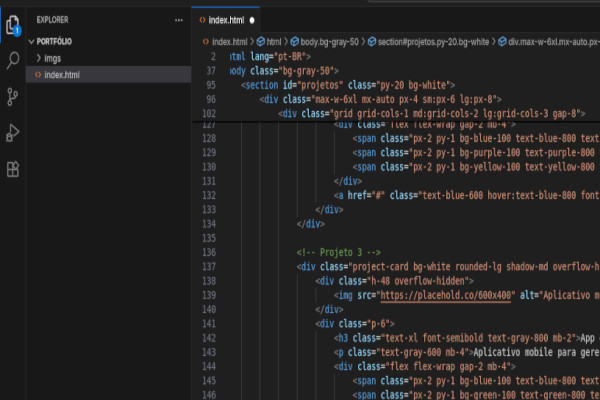 EXPLORER ···
PORTFÓLIO
imgs
index.html
1
index.html
index.html > html > body.bg-gray-50 > section#projetos.py-20.bg-white > div.max-w-6xl.mx-auto.px-
2 html lang="pt-BR">
37 body class="bg-gray-50">
95 <section id="projetos" class="py-20 bg-white">
96 <div class="max-w-6xl mx-auto px-4 sm:px-6 lg:px-8">
102 <div class="grid grid-cols-1 md:grid-cols-2 lg:grid-cols-3 gap-8">
127 <div class="flex flex-wrap gap-2 mb-4">
128 <span class="px-2 py-1 bg-blue-100 text-blue-800 text
129 <span class="px-2 py-1 bg-purple-100 text-purple-800
130 <span class="px-2 py-1 bg-yellow-100 text-yellow-800
131 </div>
132 <a href="#" class="text-blue-600 hover:text-blue-800 font
133 </div>
134 </div>
135
136 <!-- Projeto 3 -->
137 <div class="project-card bg-white rounded-lg shadow-md overflow-h
138 <div class="h-48 overflow-hidden">
139 <img src="https://placehold.co/600x400" alt="Aplicativo m
140 </div>
141 <div class="p-6">
142 <h3 class="text-xl font-semibold text-gray-800 mb-2">App
143 <p class="text-gray-600 mb-4">Aplicativo mobile para gere
144 <div class="flex flex-wrap gap-2 mb-4">
145 <span class="px-2 py-1 bg-blue-100 text-blue-800 text
146 <span class="px-2 py-1 bg-green-100 text-green-800 te